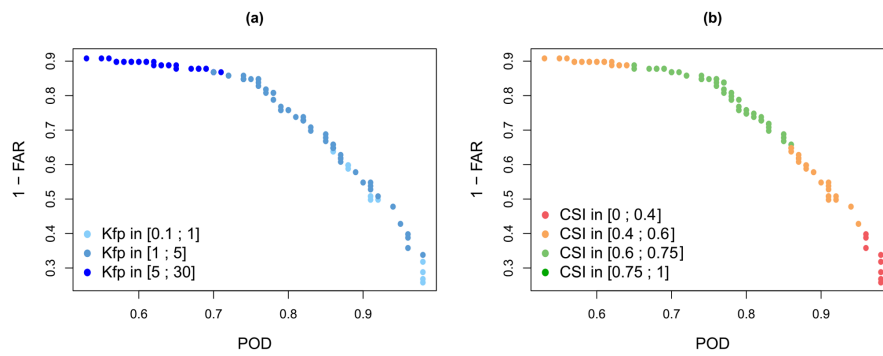 (a)
1 − FAR
0.9
0.8
0.7
0.6
0.5
0.4
0.3
Kfp in [0.1 ; 1]
Kfp in [1 ; 5]
Kfp in [5 ; 30]
0.6 0.7 0.8 0.9
POD
(b)
1 − FAR
0.9
0.8
0.7
0.6
0.5
0.4
0.3
CSI in [0 ; 0.4]
CSI in [0.4 ; 0.6]
CSI in [0.6 ; 0.75]
CSI in [0.75 ; 1]
0.6 0.7 0.8 0.9
POD